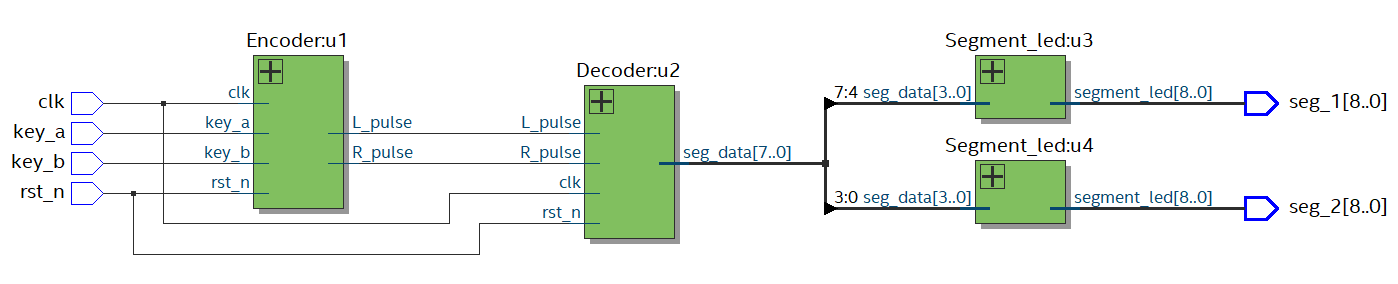 Encoder:u1
Decoder:u2
Segment_led:u3
clk
key_a
key_b
rst_n
clk
key_a
key_b
rst_n
L_pulse
R_pulse
L_pulse
R_pulse
clk
rst_n
seg_data[7..0]
7:4 seg_data[3..0]
segment_led[8..0]
seg_1[8..0]
Segment_led:u4
3:0 seg_data[3..0]
segment_led[8..0]
seg_2[8..0]